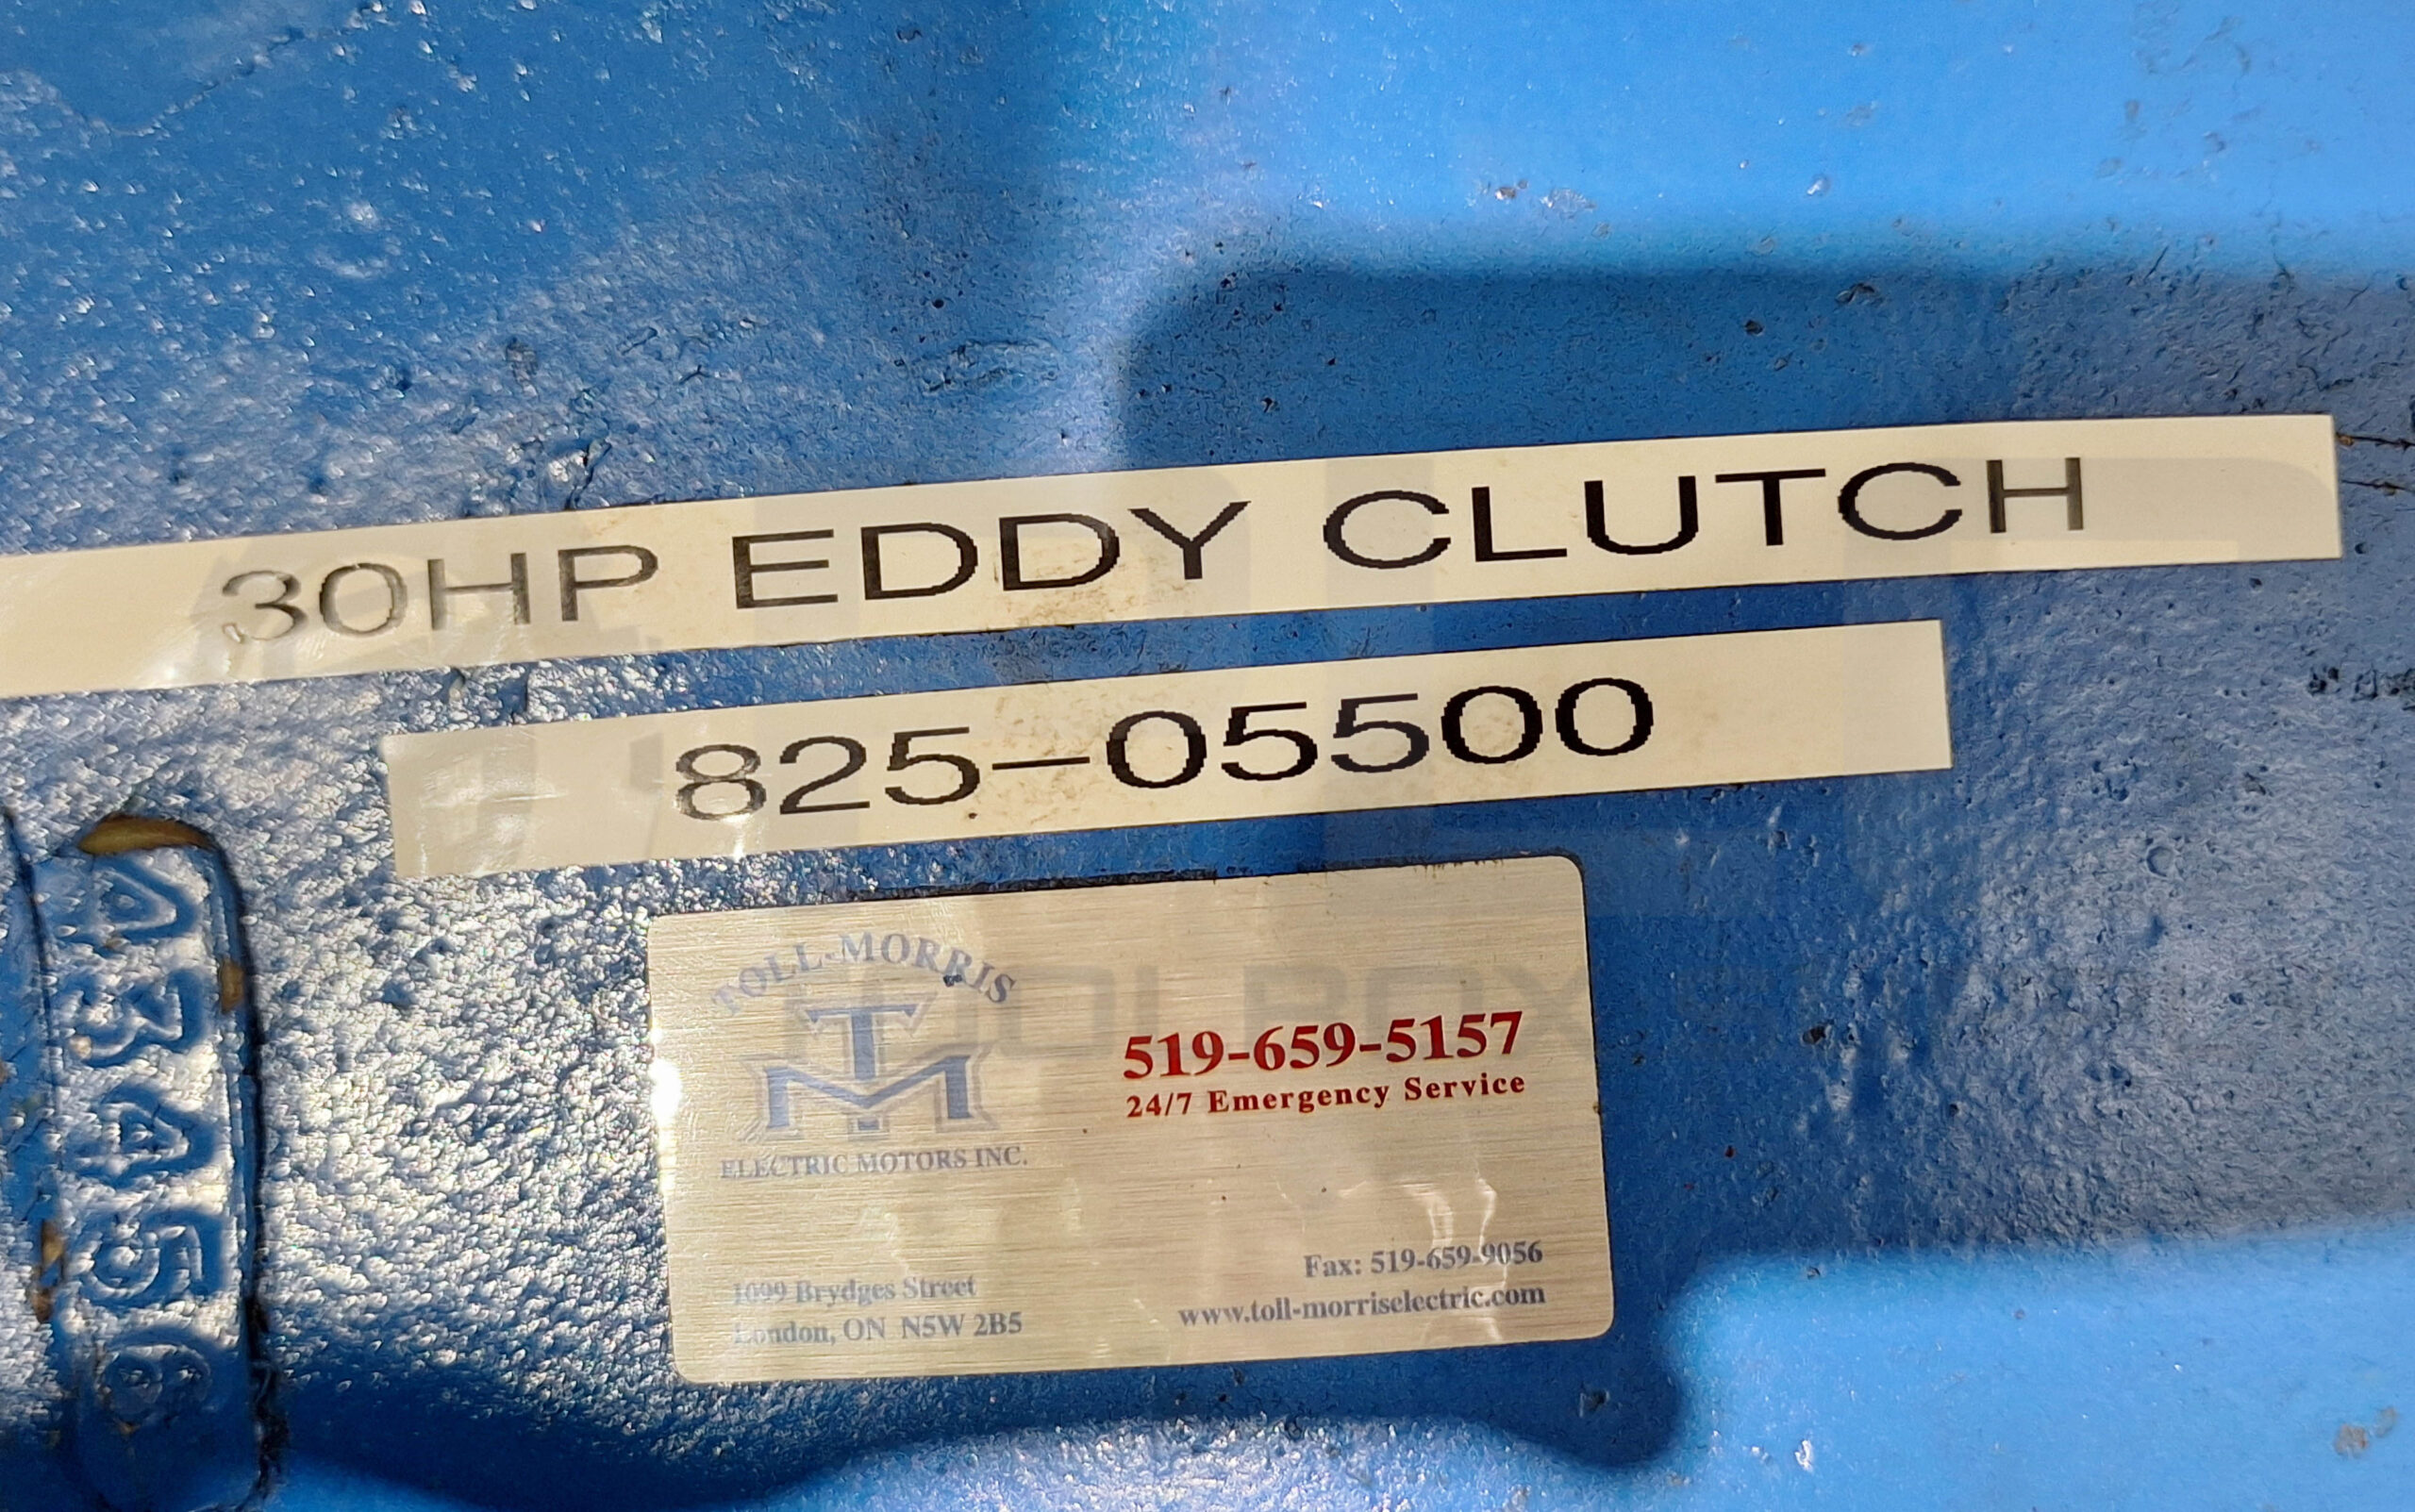 30HP EDDY CLUTCH
825-05500
TOLL-MORRIS
TM
ELECTRIC MOTORS INC.
519-659-5157
24/7 Emergency Service
1099 Brydges Street
London, ON N5W 2B5
Fax: 519-659-9056
www.toll-morriselectric.com
A3456